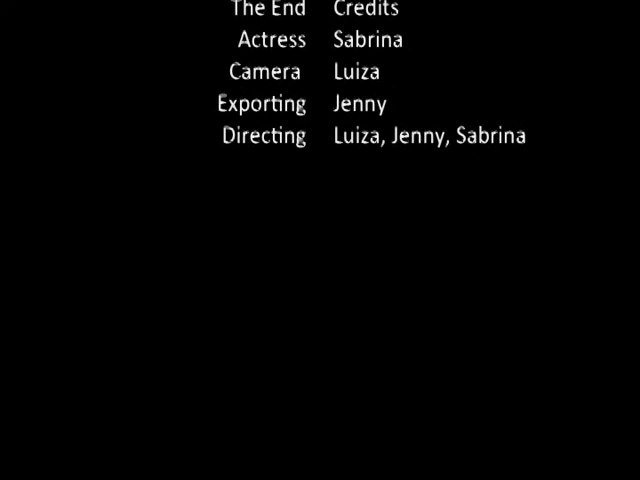 The End Credits
Actress Sabrina
Camera Luiza
Exporting Jenny
Directing Luiza, Jenny, Sabrina